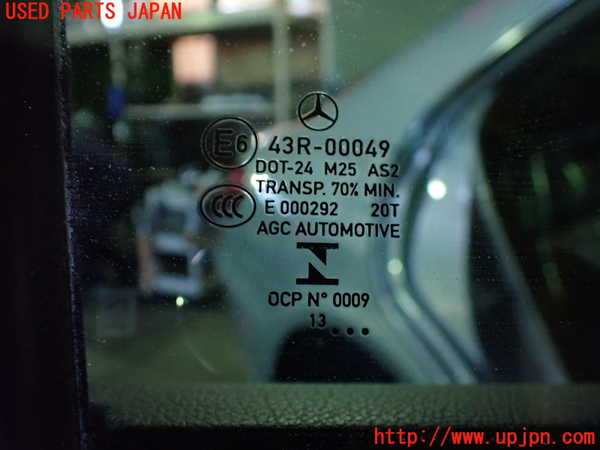 USED PARTS JAPAN
E6 43R-00049
DOT-24 M25 AS2
TRANSP. 70% MIN.
CCC E 000292 20T
AGC AUTOMOTIVE
N
OCP N° 0009
13 ...
http://www.upjpn.com/